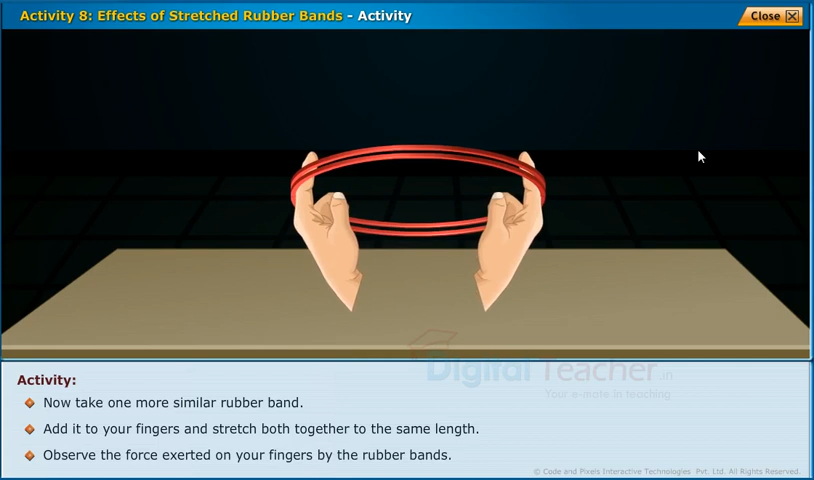 Activity 8: Effects of Stretched Rubber Bands - Activity
Close
Activity:
Now take one more similar rubber band.
Add it to your fingers and stretch both together to the same length.
Observe the force exerted on your fingers by the rubber bands.
Digital Teacher.in
Your e-mate in teaching
© Code and Pixels Interactive Technologies Pvt. Ltd. All Rights Reserved.